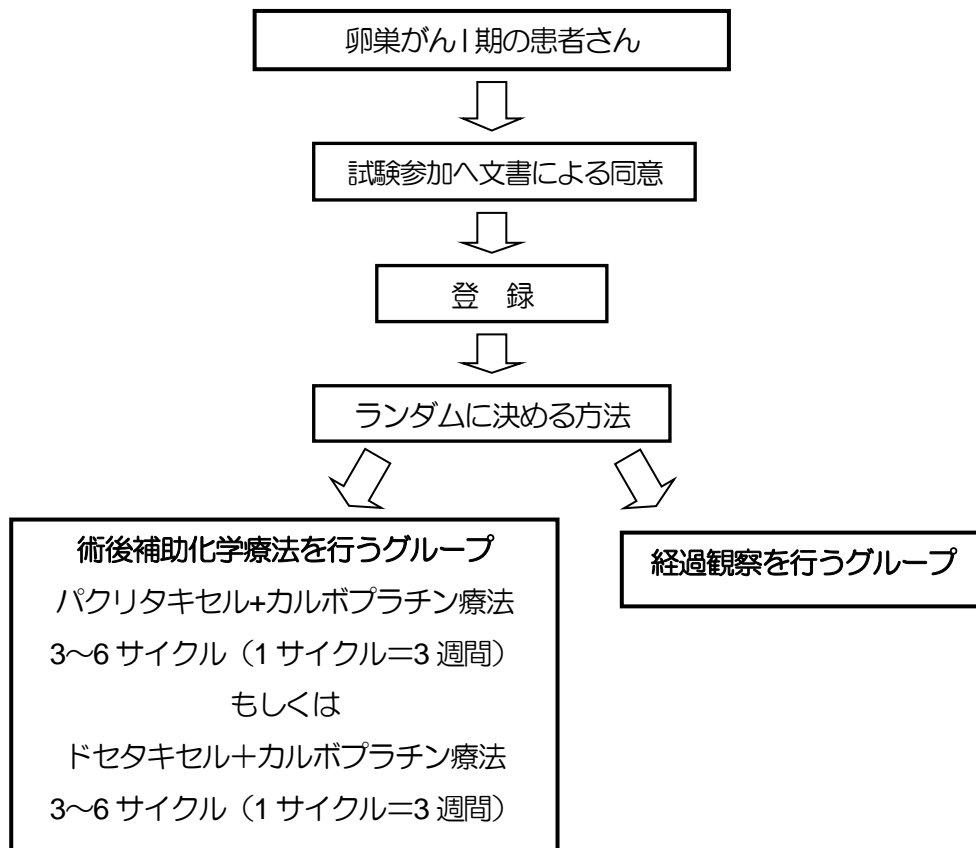 卵巣がんⅠ期の患者さん
試験参加へ文書による同意
登　録
ランダムに決める方法
術後補助化学療法を行うグループ
パクリタキセル+カルボプラチン療法
3～6 サイクル（1 サイクル＝3 週間）
もしくは
ドセタキセル＋カルボプラチン療法
3～6 サイクル（1 サイクル＝3 週間）
経過観察を行うグループ